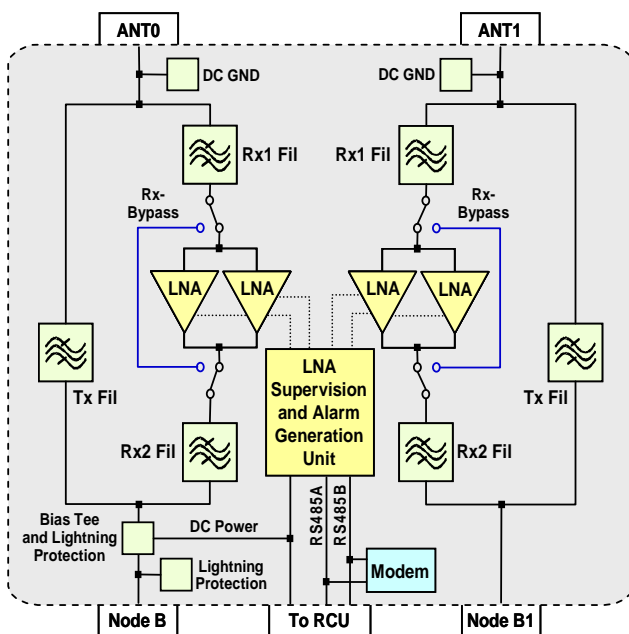 ANT0
ANT1
DC GND
DC GND
Rx1 Fil
Rx1 Fil
Rx-
Bypass
Rx-
Bypass
LNA
LNA
LNA
LNA
LNA
Supervision
and Alarm
Generation
Unit
Tx Fil
Tx Fil
Rx2 Fil
Rx2 Fil
RS485A
RS485B
Bias Tee
and Lightning
Protection
DC Power
Lightning
Protection
Modem
Node B
To RCU
Node B1